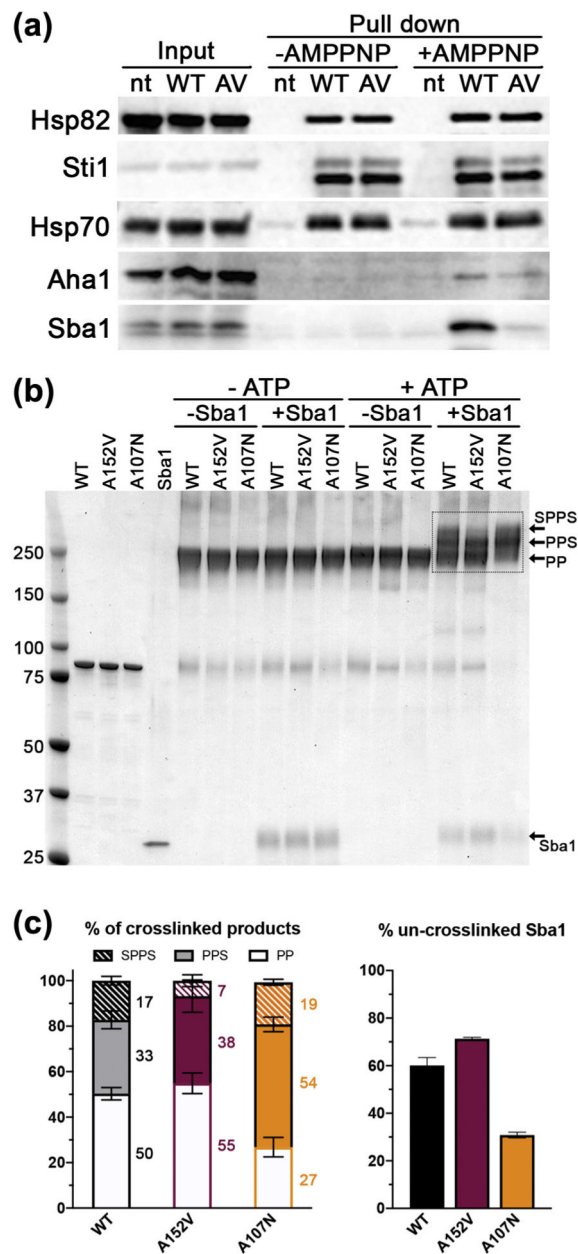 (a)
Pull down
Input -AMPPNP +AMPPNP
nt WT AV nt WT AV nt WT AV
Hsp82
Sti1
Hsp70
Aha1
Sba1
(b)
- ATP + ATP
-Sba1 +Sba1 -Sba1 +Sba1
WT A152V A107N Sba1 WT A152V A107N WT A152V A107N WT A152V A107N WT A152V A107N
SPPS
PPS
PP
250
150
100
75
50
37
25
Sba1
(c)
% of crosslinked products
SPPS PPS PP
100
80
60
40
20
0
17
33
50
7
38
55
19
54
27
WT A152V A107N
% un-crosslinked Sba1
80
60
40
20
0
WT A152V A107N